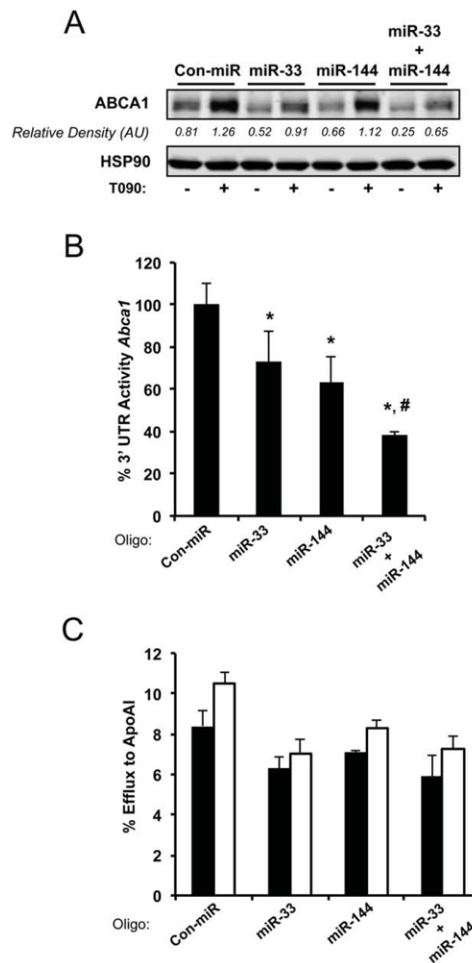 A
miR-33
+
Con-miR miR-33 miR-144 miR-144
ABCA1
Relative Density (AU) 0.81 1.26 0.52 0.91 0.66 1.12 0.25 0.65
HSP90
T090: - + - + - + - +
B
% 3' UTR Activity Abca1
120
100
80
60
40
20
0
*
*
*, #
Oligo: Con-miR miR-33 miR-144 miR-33 + miR-144
C
% Efflux to ApoAI
12
10
8
6
4
2
0
Oligo: Con-miR miR-33 miR-144 miR-33 + miR-144